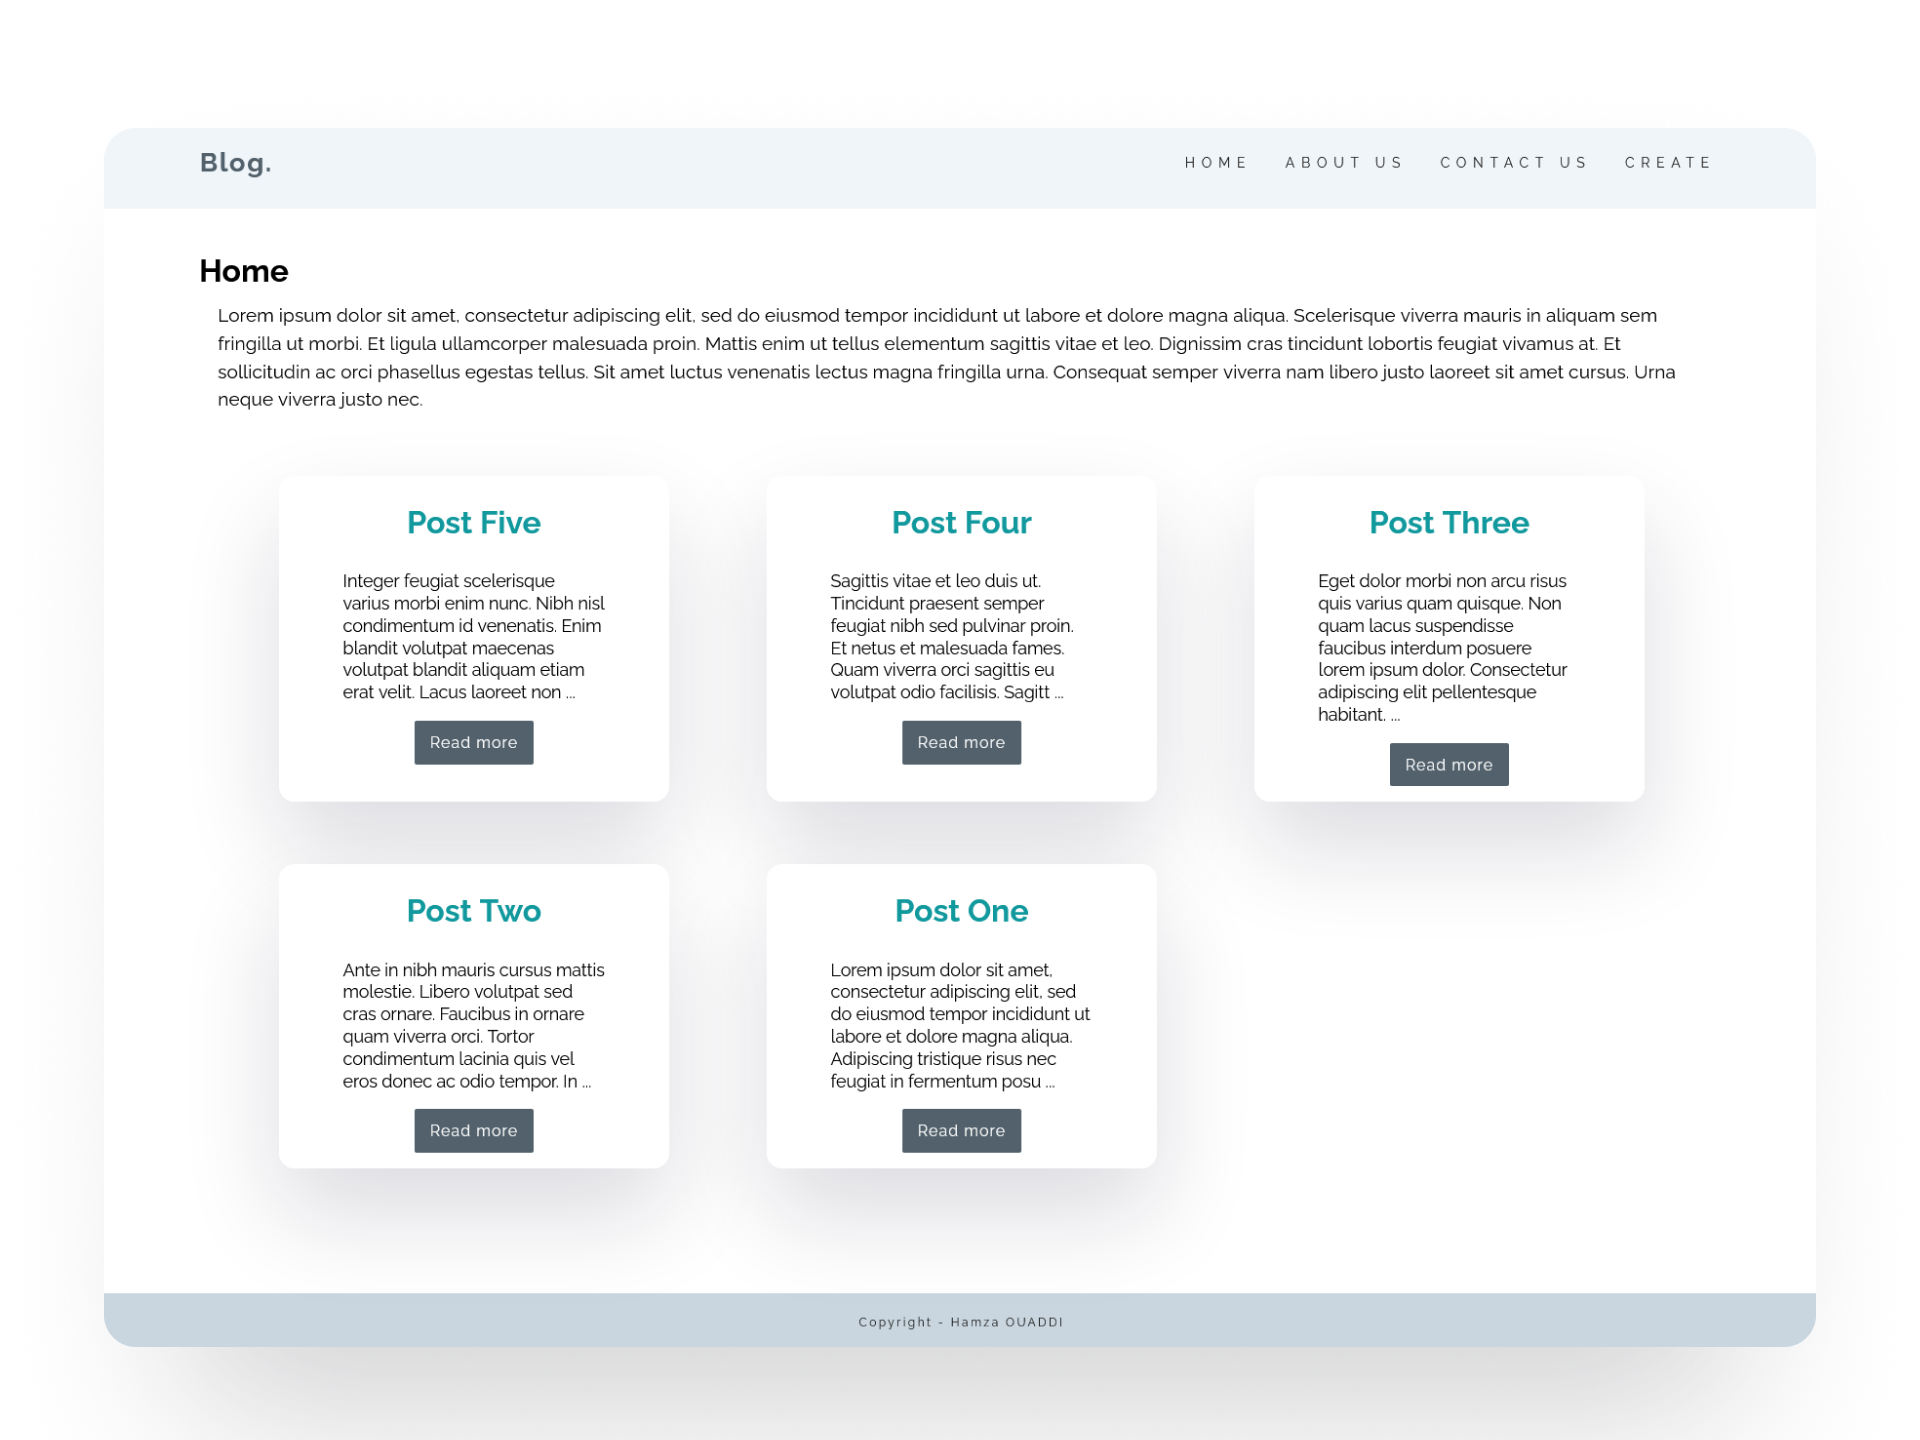 Blog.
HOME ABOUT US CONTACT US CREATE
Home
Lorem ipsum dolor sit amet, consectetur adipiscing elit, sed do eiusmod tempor incididunt ut labore et dolore magna aliqua. Scelerisque viverra mauris in aliquam sem
fringilla ut morbi. Et ligula ullamcorper malesuada proin. Mattis enim ut tellus elementum sagittis vitae et leo. Dignissim cras tincidunt lobortis feugiat vivamus at. Et
sollicitudin ac orci phasellus egestas tellus. Sit amet luctus venenatis lectus magna fringilla urna. Consequat semper viverra nam libero justo laoreet sit amet cursus. Urna
neque viverra justo nec.
Post Five
Integer feugiat scelerisque
varius morbi enim nunc. Nibh nisl
condimentum id venenatis. Enim
blandit volutpat maecenas
volutpat blandit aliquam etiam
erat velit. Lacus laoreet non ...
Read more
Post Four
Sagittis vitae et leo duis ut.
Tincidunt praesent semper
feugiat nibh sed pulvinar proin.
Et netus et malesuada fames.
Quam viverra orci sagittis eu
volutpat odio facilisis. Sagitt ...
Read more
Post Three
Eget dolor morbi non arcu risus
quis varius quam quisque. Non
quam lacus suspendisse
faucibus interdum posuere
lorem ipsum dolor. Consectetur
adipiscing elit pellentesque
habitant. ...
Read more
Post Two
Ante in nibh mauris cursus mattis
molestie. Libero volutpat sed
cras ornare. Faucibus in ornare
quam viverra orci. Tortor
condimentum lacinia quis vel
eros donec ac odio tempor. In ...
Read more
Post One
Lorem ipsum dolor sit amet,
consectetur adipiscing elit, sed
do eiusmod tempor incididunt ut
labore et dolore magna aliqua.
Adipiscing tristique risus nec
feugiat in fermentum posu ...
Read more
Copyright - Hamza OUADDI